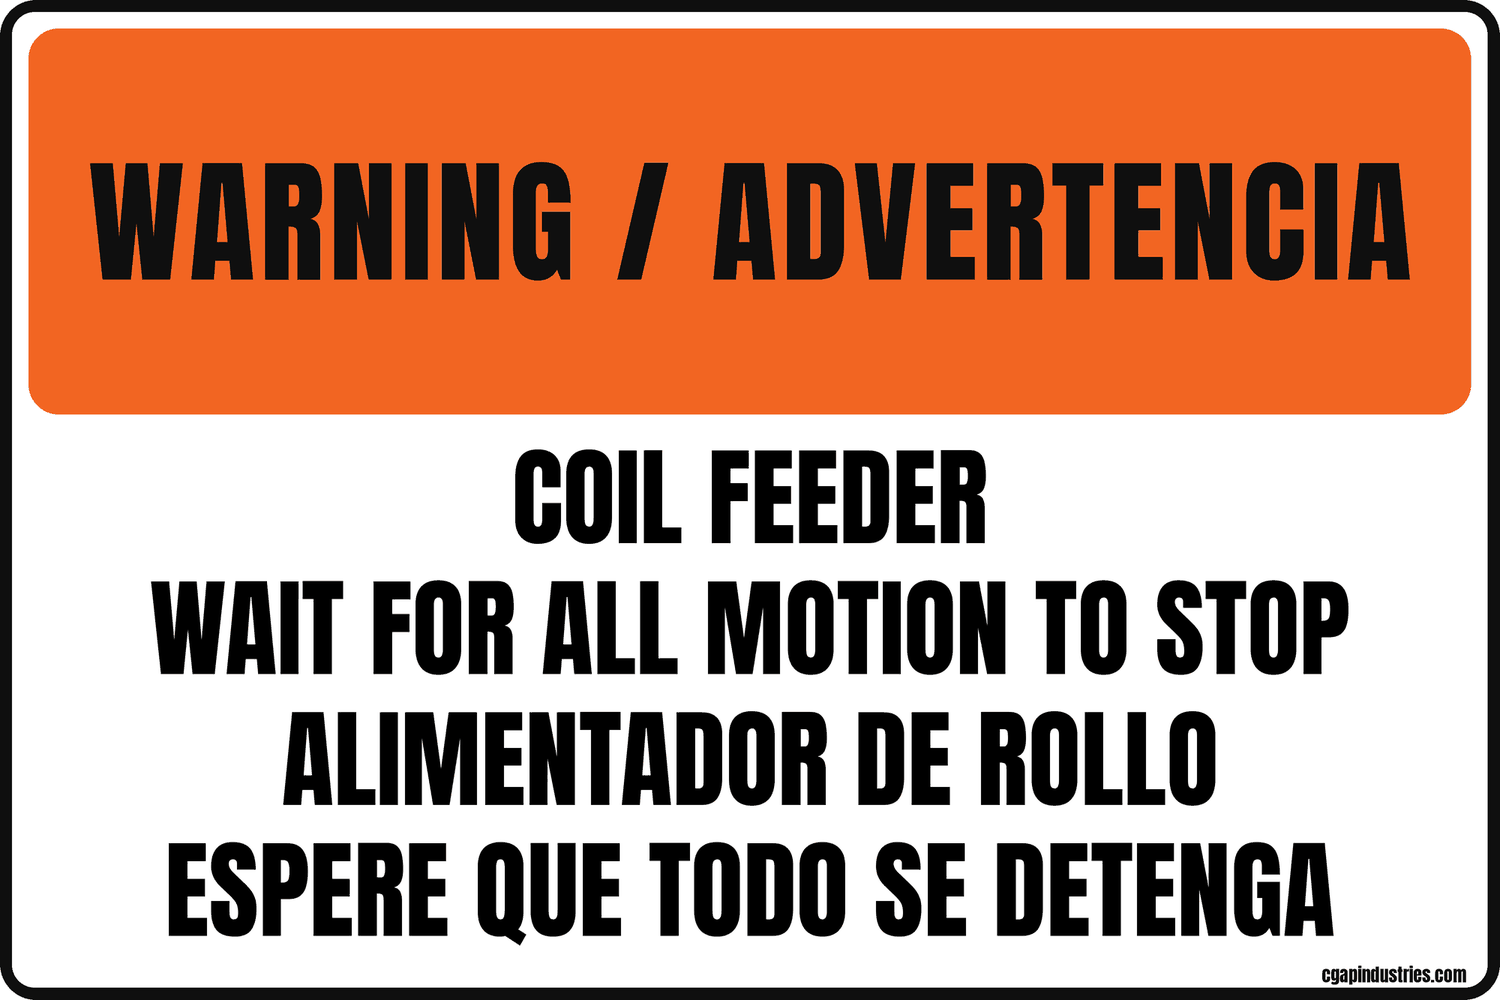 WARNING / ADVERTENCIA
COIL FEEDER
WAIT FOR ALL MOTION TO STOP
ALIMENTADOR DE ROLLO
ESPERE QUE TODO SE DETENGA
cgapindustries.com